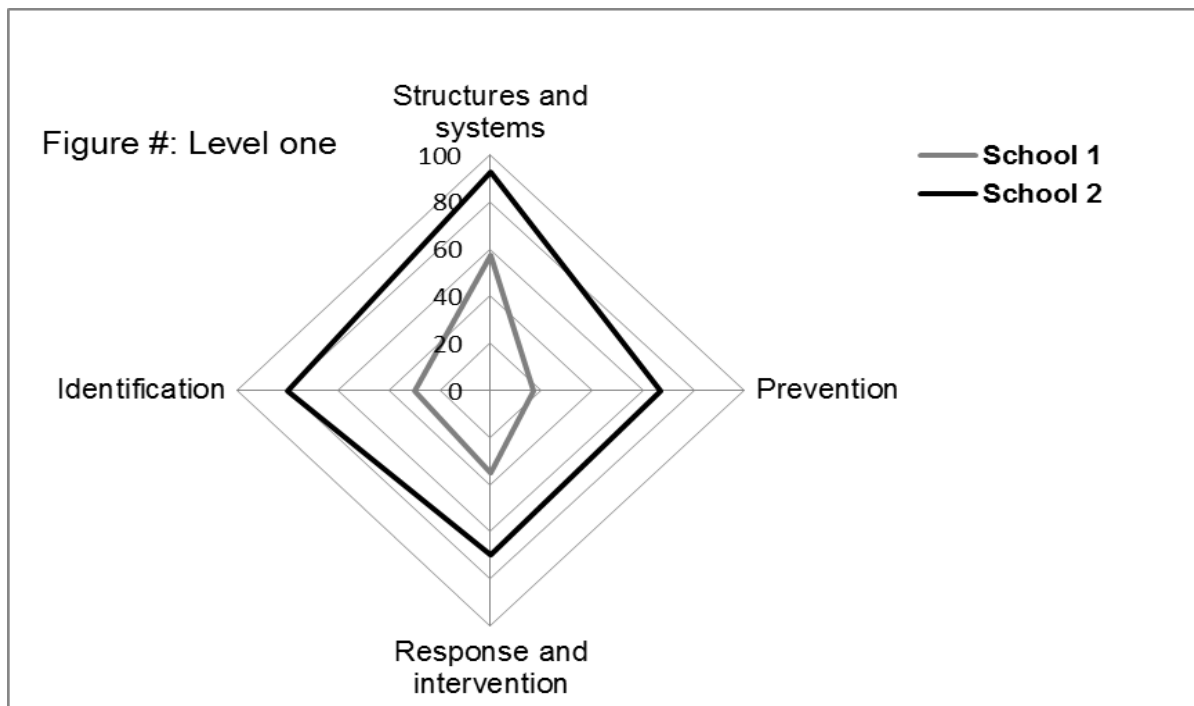 Structures and
systems
Figure #: Level one
School 1
School 2
100
80
60
40
20
0
Identification
Prevention
Response and
intervention